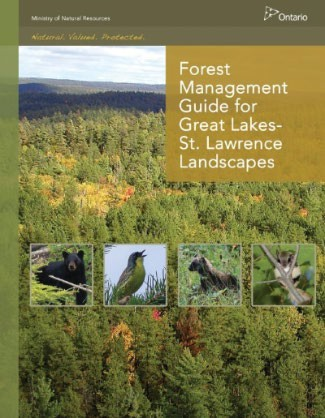 Ministry of Natural Resources
Ontario
Natural. Valued. Protected.
Forest
Management
Guide for
Great Lakes-
St. Lawrence
Landscapes